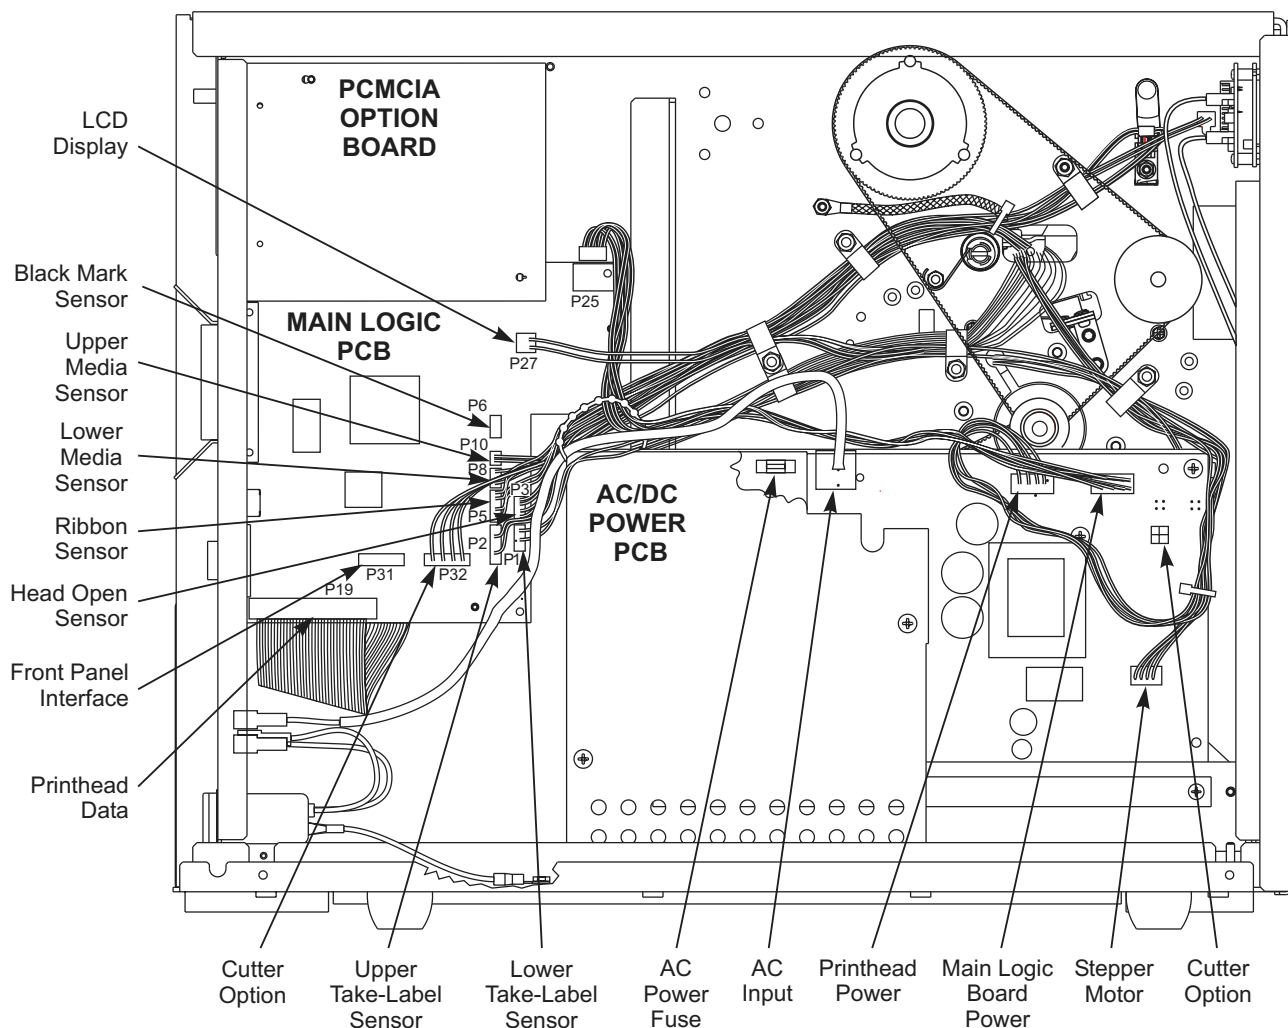 PCMCIA
OPTION
BOARD
LCD
Display
Black Mark
Sensor
P25
MAIN LOGIC
PCB
Upper
Media
Sensor
P27
P6
Lower
Media
Sensor
P10
P8
P3
AC/DC
POWER
PCB
Ribbon
Sensor
P5
P2
P1
P31
P32
P19
Head Open
Sensor
Front Panel
Interface
Printhead
Data
Cutter
Option
Upper
Take-Label
Sensor
Lower
Take-Label
Sensor
AC
Power
Fuse
AC
Input
Printhead
Power
Main Logic
Board
Power
Stepper
Motor
Cutter
Option